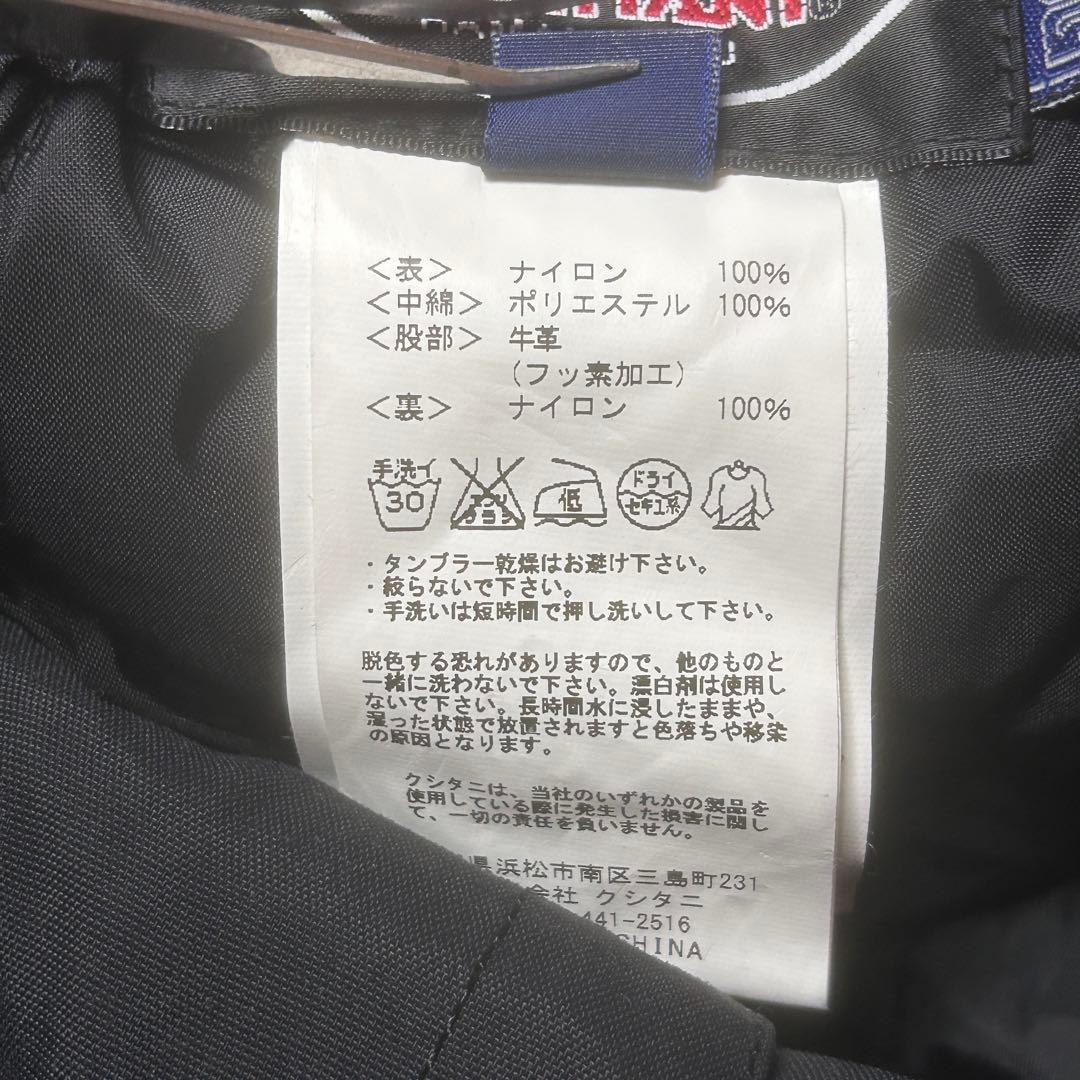 ＜表＞ ナイロン 100%
＜中綿＞ ポリエステル 100%
＜股部＞ 牛革
（フッ素加工）
＜裏＞ ナイロン 100%
手洗イ
30
エンソ
サラシ
低
ドライ
セキユ系
・タンブラー乾燥はお避け下さい。
・絞らないで下さい。
・手洗いは短時間で押し洗いして下さい。
脱色する恐れがありますので、他のものと
一緒に洗わないで下さい。漂白剤は使用し
ないで下さい。長時間水に浸したままや、
湿った状態で放置されますと色落ちや移染
の原因となります。
クシタニは、当社のいずれかの製品を
使用している際に発生した損害に関し
て、一切の責任を負いません。
県浜松市南区三島町231
会社 クシタニ
441-2516
CHINA